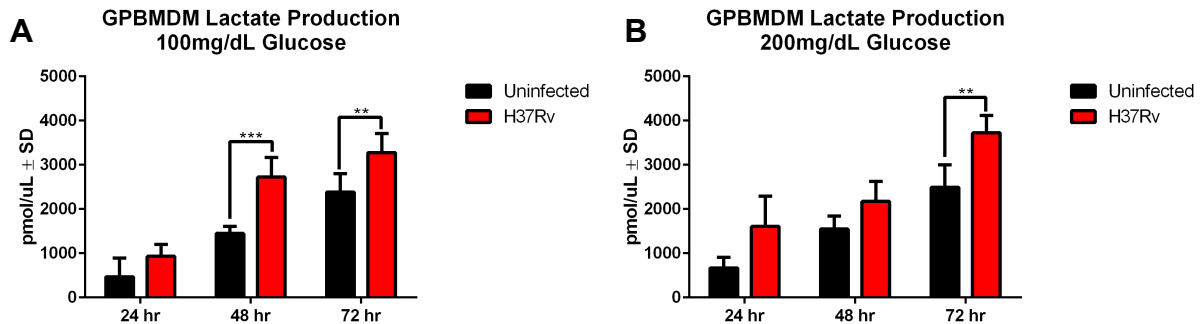 A
GPBMDM Lactate Production
100mg/dL Glucose
pmol/uL ± SD
5000
4000
3000
2000
1000
0
***
**
24 hr
48 hr
72 hr
Uninfected
H37Rv
B
GPBMDM Lactate Production
200mg/dL Glucose
pmol/uL ± SD
5000
4000
3000
2000
1000
0
**
24 hr
48 hr
72 hr
Uninfected
H37Rv